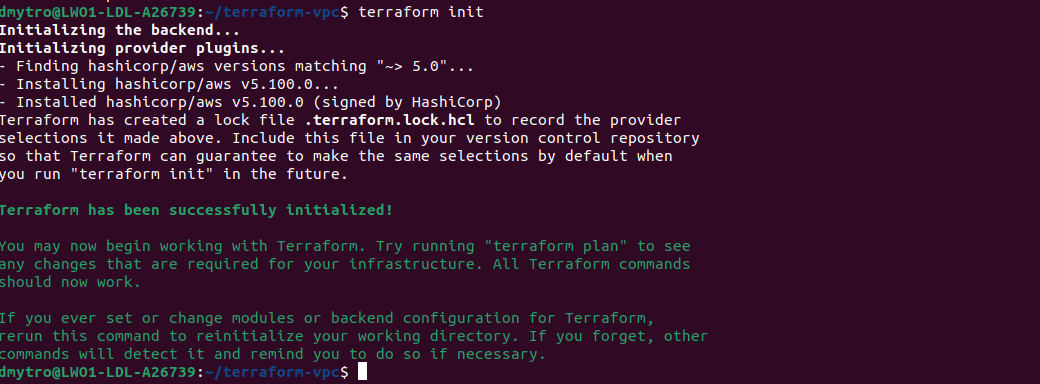 dmytro@LWO1-LDL-A26739:~/terraform-vpc$ terraform init
Initializing the backend...
Initializing provider plugins...
- Finding hashicorp/aws versions matching "~> 5.0"...
- Installing hashicorp/aws v5.100.0...
- Installed hashicorp/aws v5.100.0 (signed by HashiCorp)
Terraform has created a lock file .terraform.lock.hcl to record the provider
selections it made above. Include this file in your version control repository
so that Terraform can guarantee to make the same selections by default when
you run "terraform init" in the future.
Terraform has been successfully initialized!
You may now begin working with Terraform. Try running "terraform plan" to see
any changes that are required for your infrastructure. All Terraform commands
should now work.
If you ever set or change modules or backend configuration for Terraform,
rerun this command to reinitialize your working directory. If you forget, other
commands will detect it and remind you to do so if necessary.
dmytro@LWO1-LDL-A26739:~/terraform-vpc$